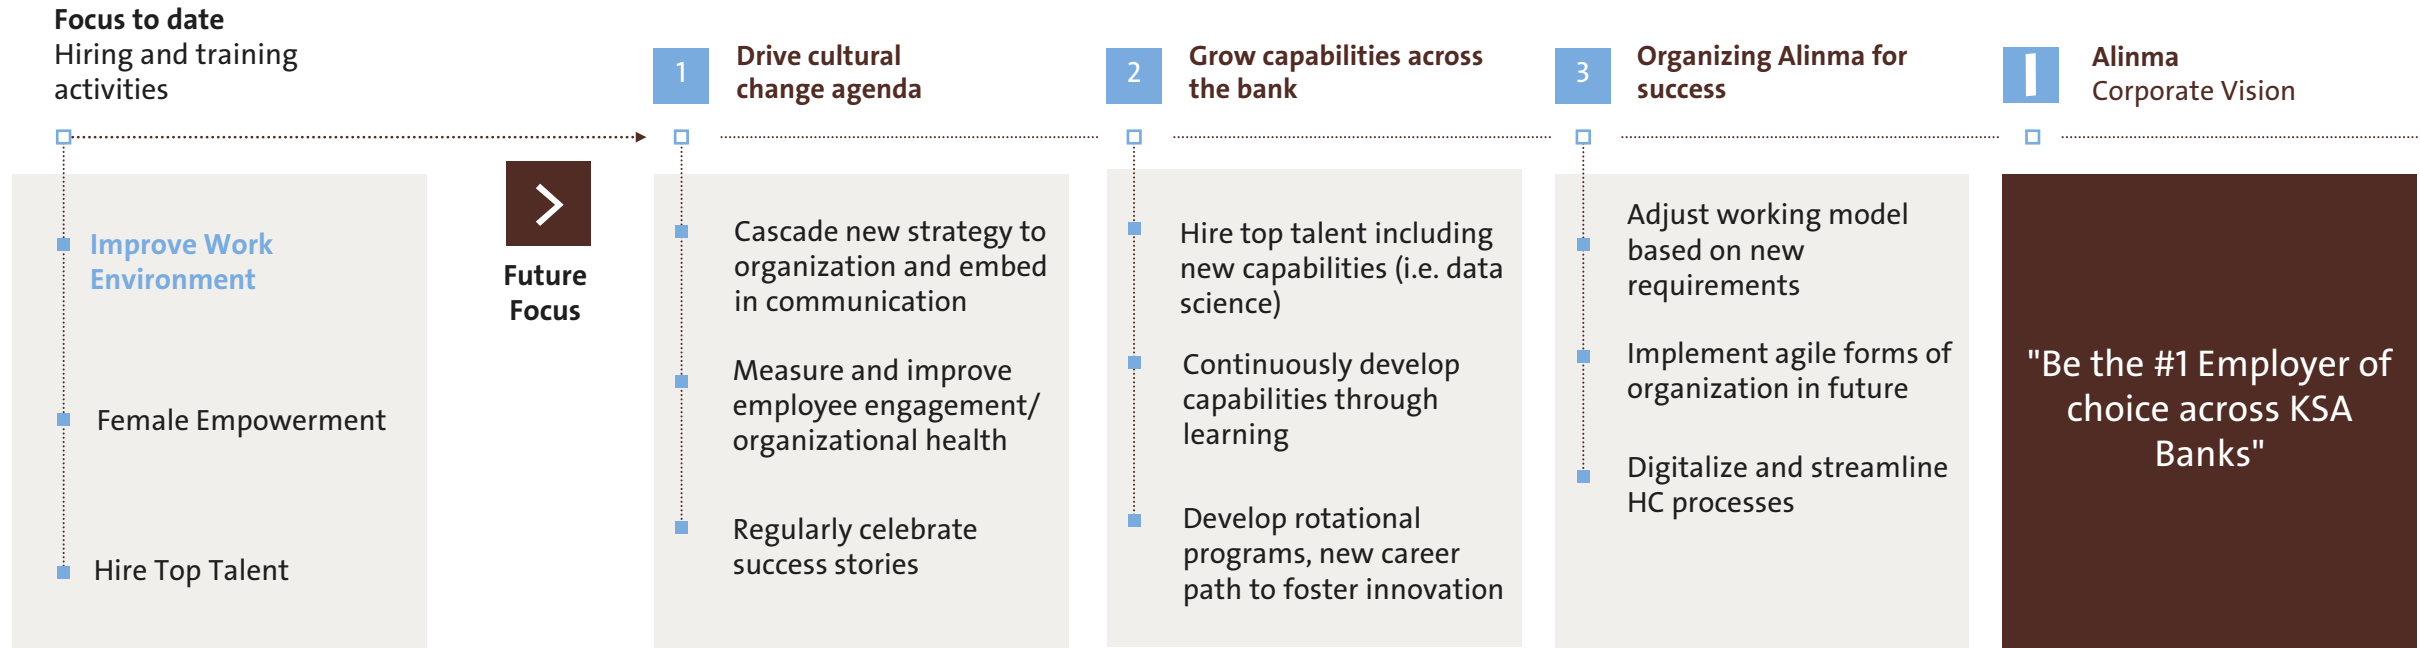 Focus to date
Hiring and training
activities
Improve Work
Environment
Female Empowerment
Hire Top Talent
Future
Focus
1
Drive cultural
change agenda
Cascade new strategy to
organization and embed
in communication
Measure and improve
employee engagement/
organizational health
Regularly celebrate
success stories
2
Grow capabilities across
the bank
Hire top talent including
new capabilities (i.e. data
science)
Continuously develop
capabilities through
learning
Develop rotational
programs, new career
path to foster innovation
3
Organizing Alinma for
success
Adjust working model
based on new
requirements
Implement agile forms of
organization in future
Digitalize and streamline
HC processes
Alinma
Corporate Vision
"Be the #1 Employer of
choice across KSA
Banks"